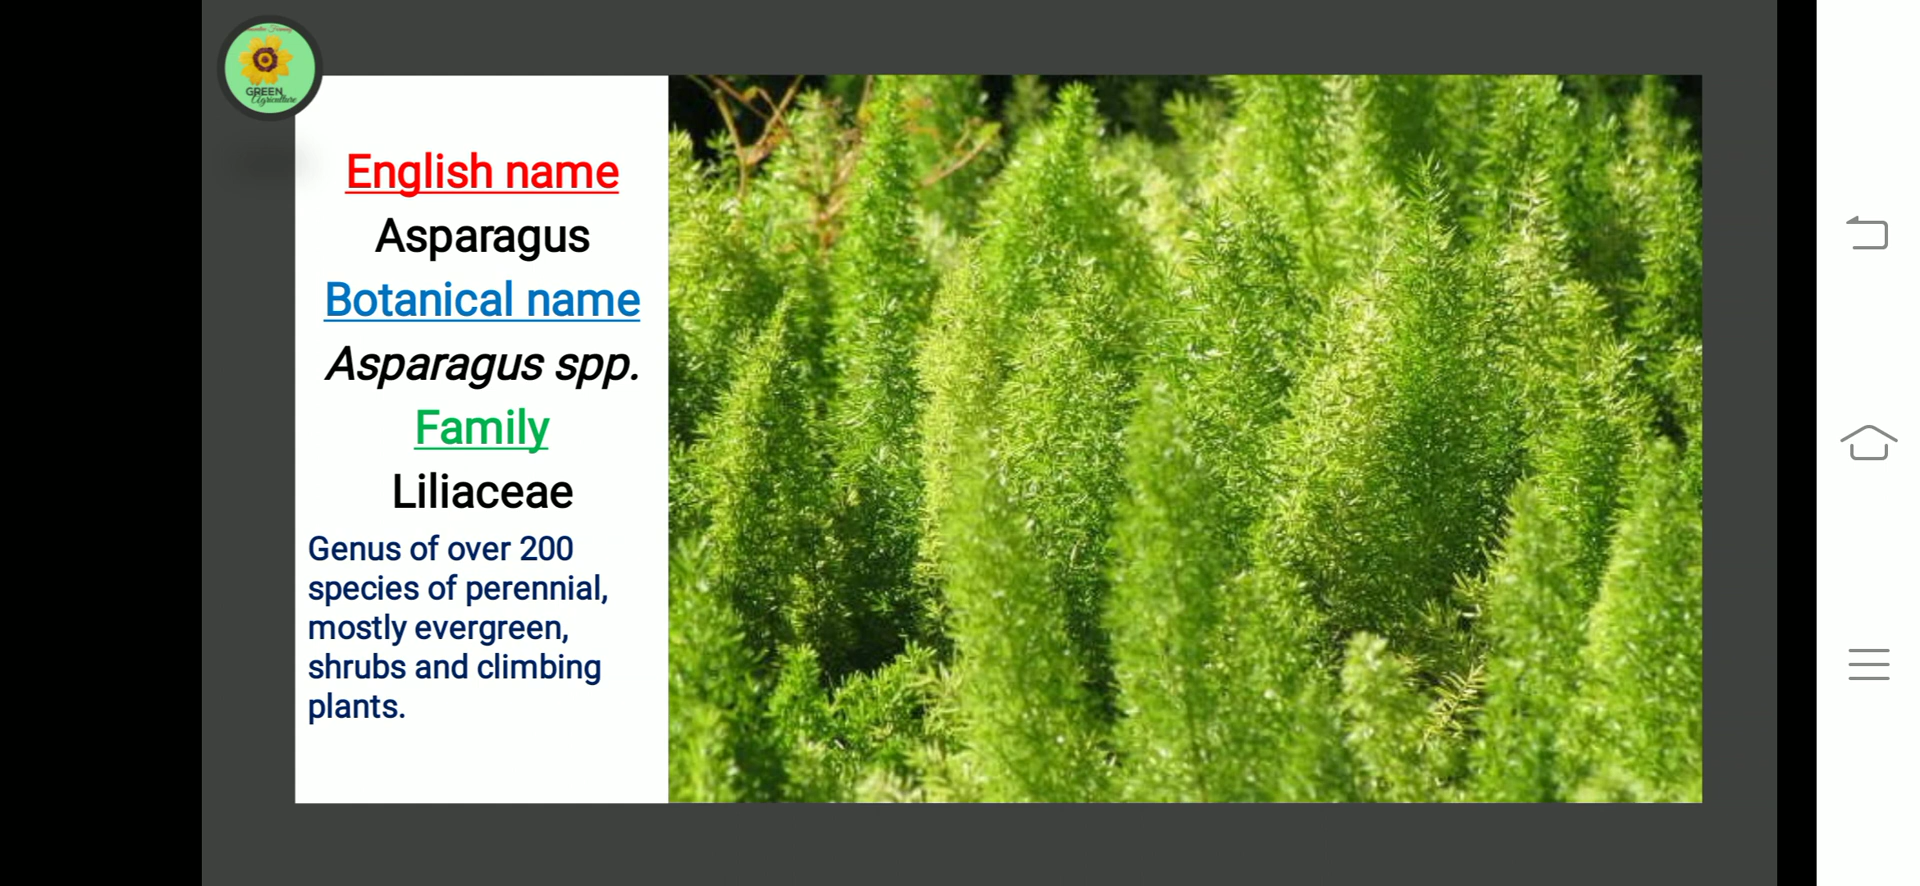 GREEN
Agriculture
English name
Asparagus
Botanical name
Asparagus spp.
Family
Liliaceae
Genus of over 200
species of perennial,
mostly evergreen,
shrubs and climbing
plants.